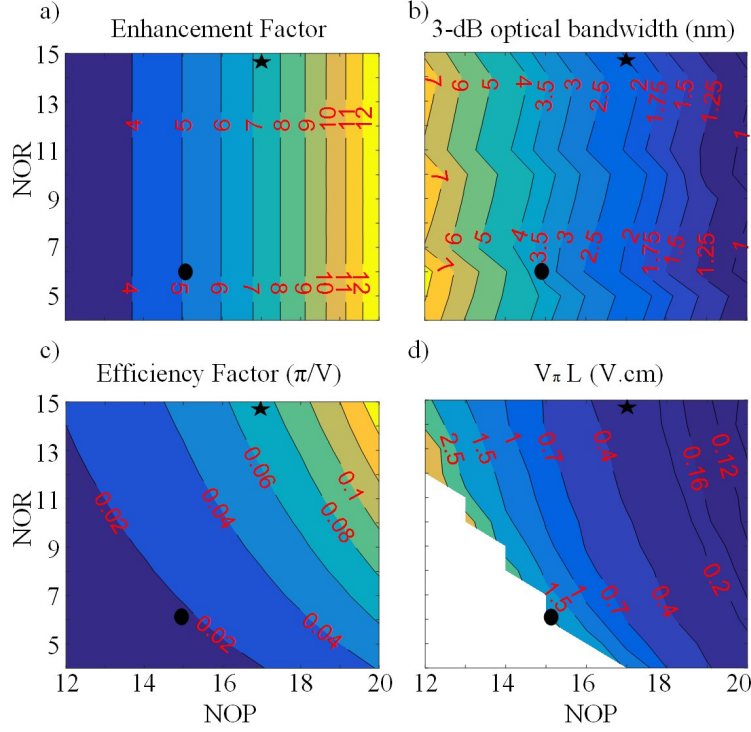 a)
Enhancement Factor
15
13
11
9
7
5
NOR
4 5 6 7 8 9 10 11 12
4 5 6 7 8 9 10 11 12
b)
3-dB optical bandwidth (nm)
7 6 5 4 3.5 3 2.5 2 1.75 1.5 1.25 1
7
7 6 5 4 3.5 3 2.5 2 1.75 1.5 1.25 1
c)
Efficiency Factor (π/V)
15
13
11
9
7
5
NOR
0.02 0.04 0.06 0.08 0.1
0.02 0.04
12 14 16 18 20
NOP
d)
VπL (V.cm)
2.5 1.5 1 0.7 0.4 0.16 0.12
1.5 1 0.7 0.4 0.2
12 14 16 18 20
NOP